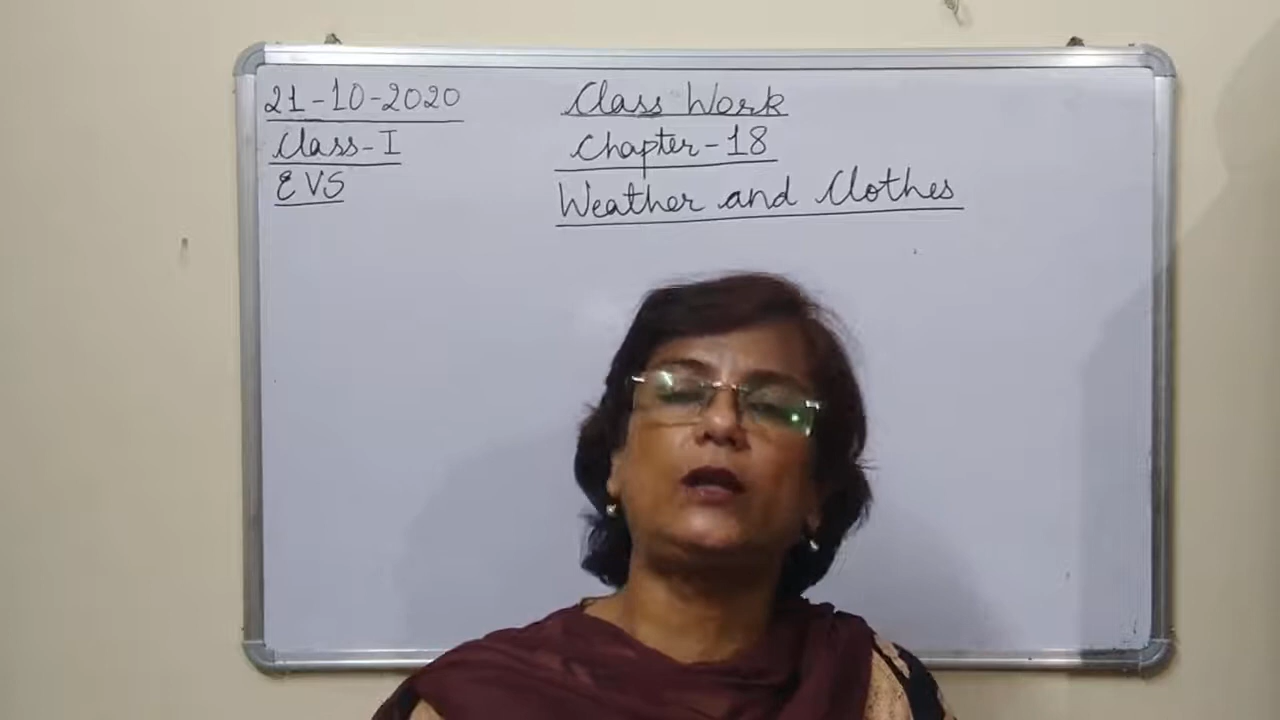 21-10-2020
Class-I
EVS
Class Work
Chapter-18
Weather and Clothes